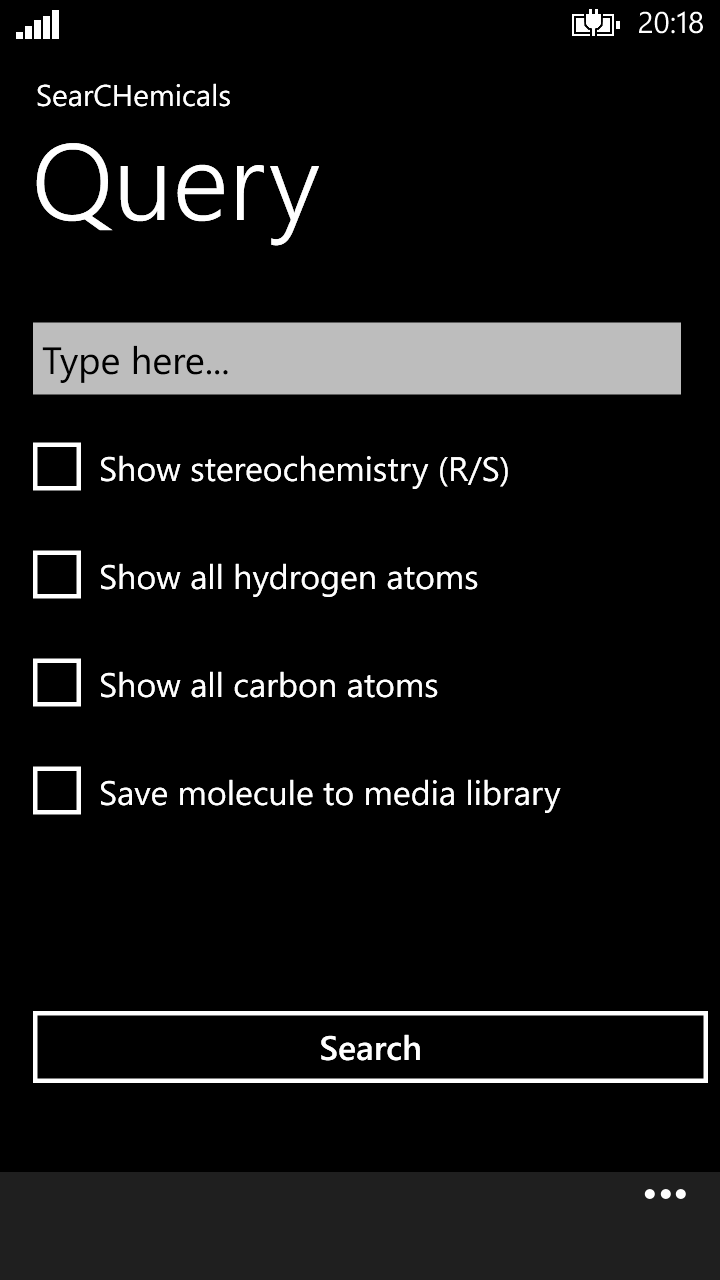 20:18
SearCHemicals
Query
Type here...
Show stereochemistry (R/S)
Show all hydrogen atoms
Show all carbon atoms
Save molecule to media library
Search